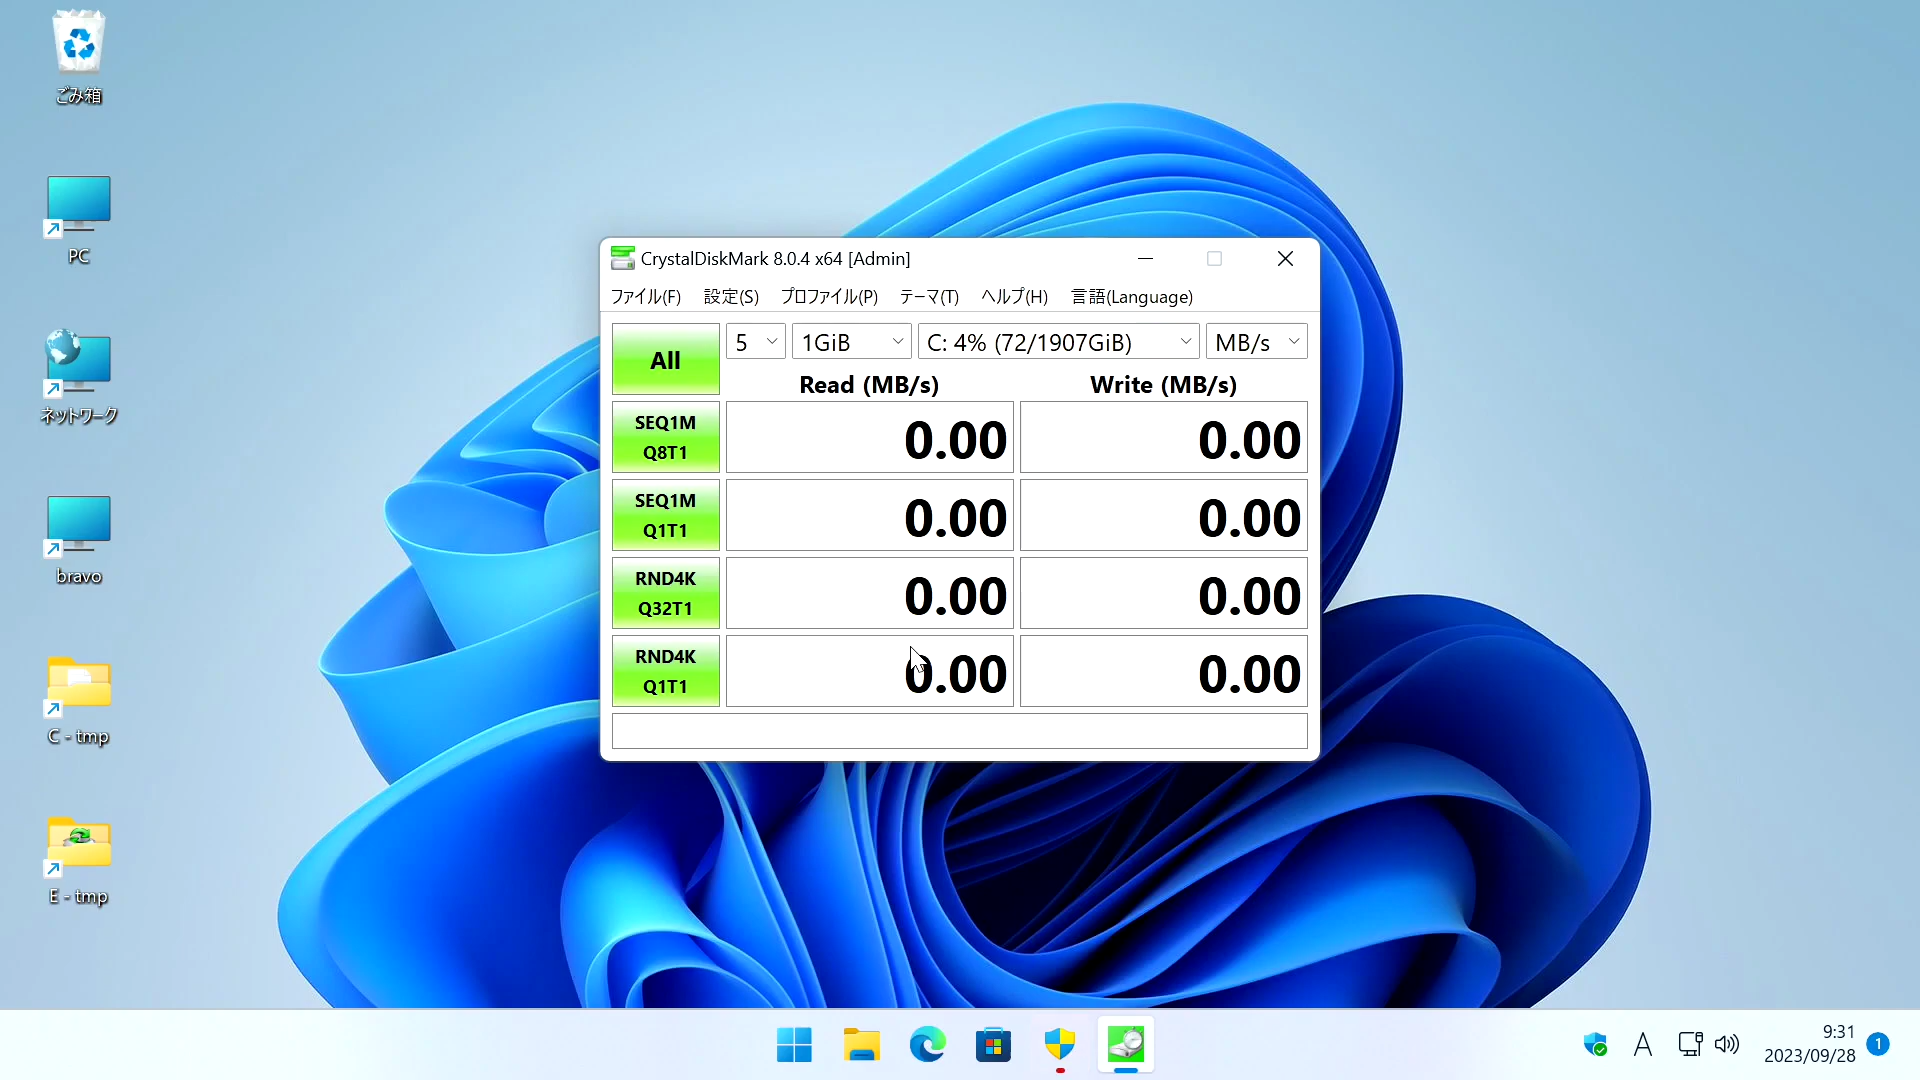 ごみ箱
PC
ネットワーク
bravo
C - tmp
E - tmp
CrystalDiskMark 8.0.4 x64 [Admin]
ファイル(F) 設定(S) プロファイル(P) テーマ(T) ヘルプ(H) 言語(Language)
All
5 1GiB C: 4% (72/1907GiB) MB/s
Read (MB/s) Write (MB/s)
SEQ1M
Q8T1
0.00 0.00
SEQ1M
Q1T1
0.00 0.00
RND4K
Q32T1
0.00 0.00
RND4K
Q1T1
0.00 0.00
A
9:31
2023/09/28
1